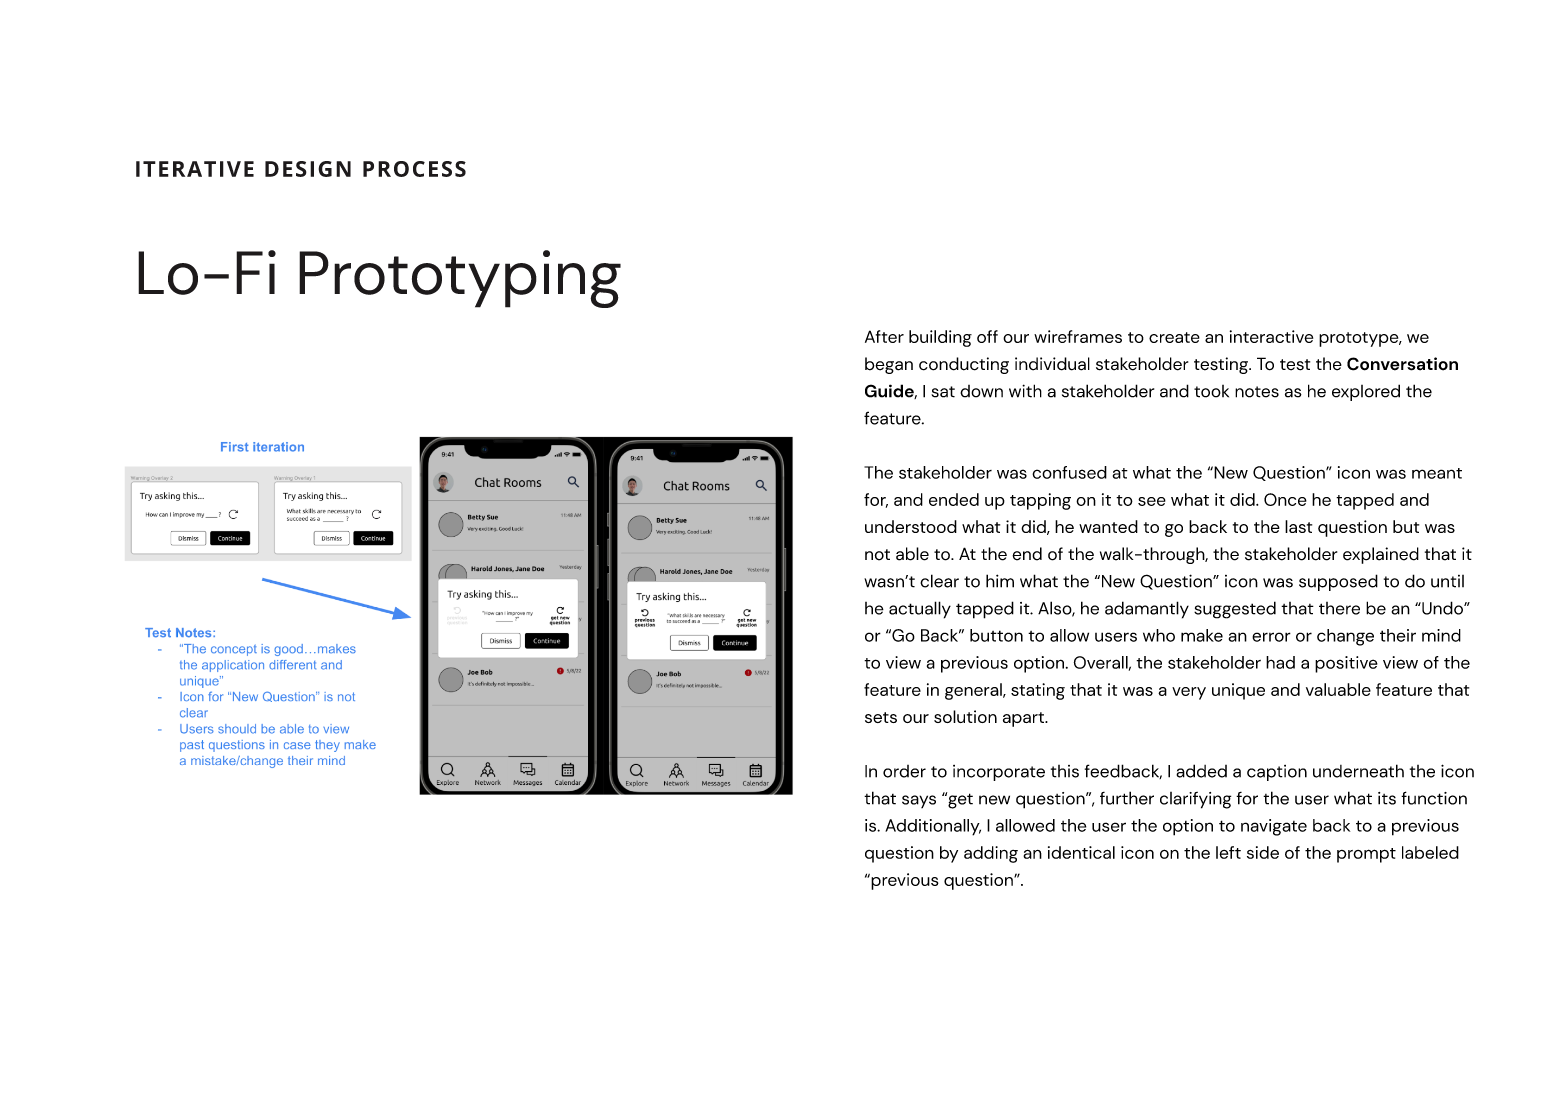 ITERATIVE DESIGN PROCESS
Lo-Fi Prototyping
First iteration
Warning Overlay 2
Try asking this...
How can I improve my ____ ?
Dismiss
Continue
Warning Overlay 1
Try asking this...
What skills are necessary to
succeed as a ______ ?
Dismiss
Continue
Test Notes:
- “The concept is good…makes
the application different and
unique”
- Icon for “New Question” is not
clear
- Users should be able to view
past questions in case they make
a mistake/change their mind
9:41
Chat Rooms
Betty Sue
11:48 AM
Very exciting. Good Luck!
Harold Jones, Jane Doe
Yesterday
Try asking this...
previous
question
"How can I improve my
______ ?"
get new
question
Dismiss
Continue
Joe Bob
5/8/22
It's definitely not impossible...
Explore
Network
Messages
Calendar
9:41
Chat Rooms
Betty Sue
11:48 AM
Very exciting. Good Luck!
Harold Jones, Jane Doe
Yesterday
Try asking this...
previous
question
"What skills are necessary
to succeed as a ______ ?"
get new
question
Dismiss
Continue
Joe Bob
5/8/22
It's definitely not impossible...
Explore
Network
Messages
Calendar
After building off our wireframes to create an interactive prototype, we
began conducting individual stakeholder testing. To test the Conversation
Guide, I sat down with a stakeholder and took notes as he explored the
feature.
The stakeholder was confused at what the “New Question” icon was meant
for, and ended up tapping on it to see what it did. Once he tapped and
understood what it did, he wanted to go back to the last question but was
not able to. At the end of the walk-through, the stakeholder explained that it
wasn’t clear to him what the “New Question” icon was supposed to do until
he actually tapped it. Also, he adamantly suggested that there be an “Undo”
or “Go Back” button to allow users who make an error or change their mind
to view a previous option. Overall, the stakeholder had a positive view of the
feature in general, stating that it was a very unique and valuable feature that
sets our solution apart.
In order to incorporate this feedback, I added a caption underneath the icon
that says “get new question”, further clarifying for the user what its function
is. Additionally, I allowed the user the option to navigate back to a previous
question by adding an identical icon on the left side of the prompt labeled
“previous question”.